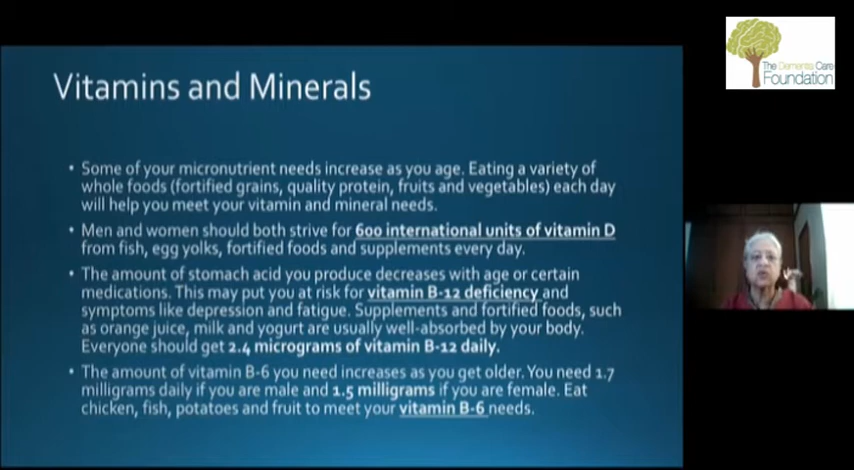 Vitamins and Minerals
The Dementia Care
Foundation
• Some of your micronutrient needs increase as you age. Eating a variety of
whole foods (fortified grains, quality protein, fruits and vegetables) each day
will help you meet your vitamin and mineral needs.
• Men and women should both strive for 600 international units of vitamin D
from fish, egg yolks, fortified foods and supplements every day.
• The amount of stomach acid you produce decreases with age or certain
medications. This may put you at risk for vitamin B-12 deficiency and
symptoms like depression and fatigue. Supplements and fortified foods, such
as orange juice, milk and yogurt are usually well-absorbed by your body.
Everyone should get 2.4 micrograms of vitamin B-12 daily.
• The amount of vitamin B-6 you need increases as you get older. You need 1.7
milligrams daily if you are male and 1.5 milligrams if you are female. Eat
chicken, fish, potatoes and fruit to meet your vitamin B-6 needs.